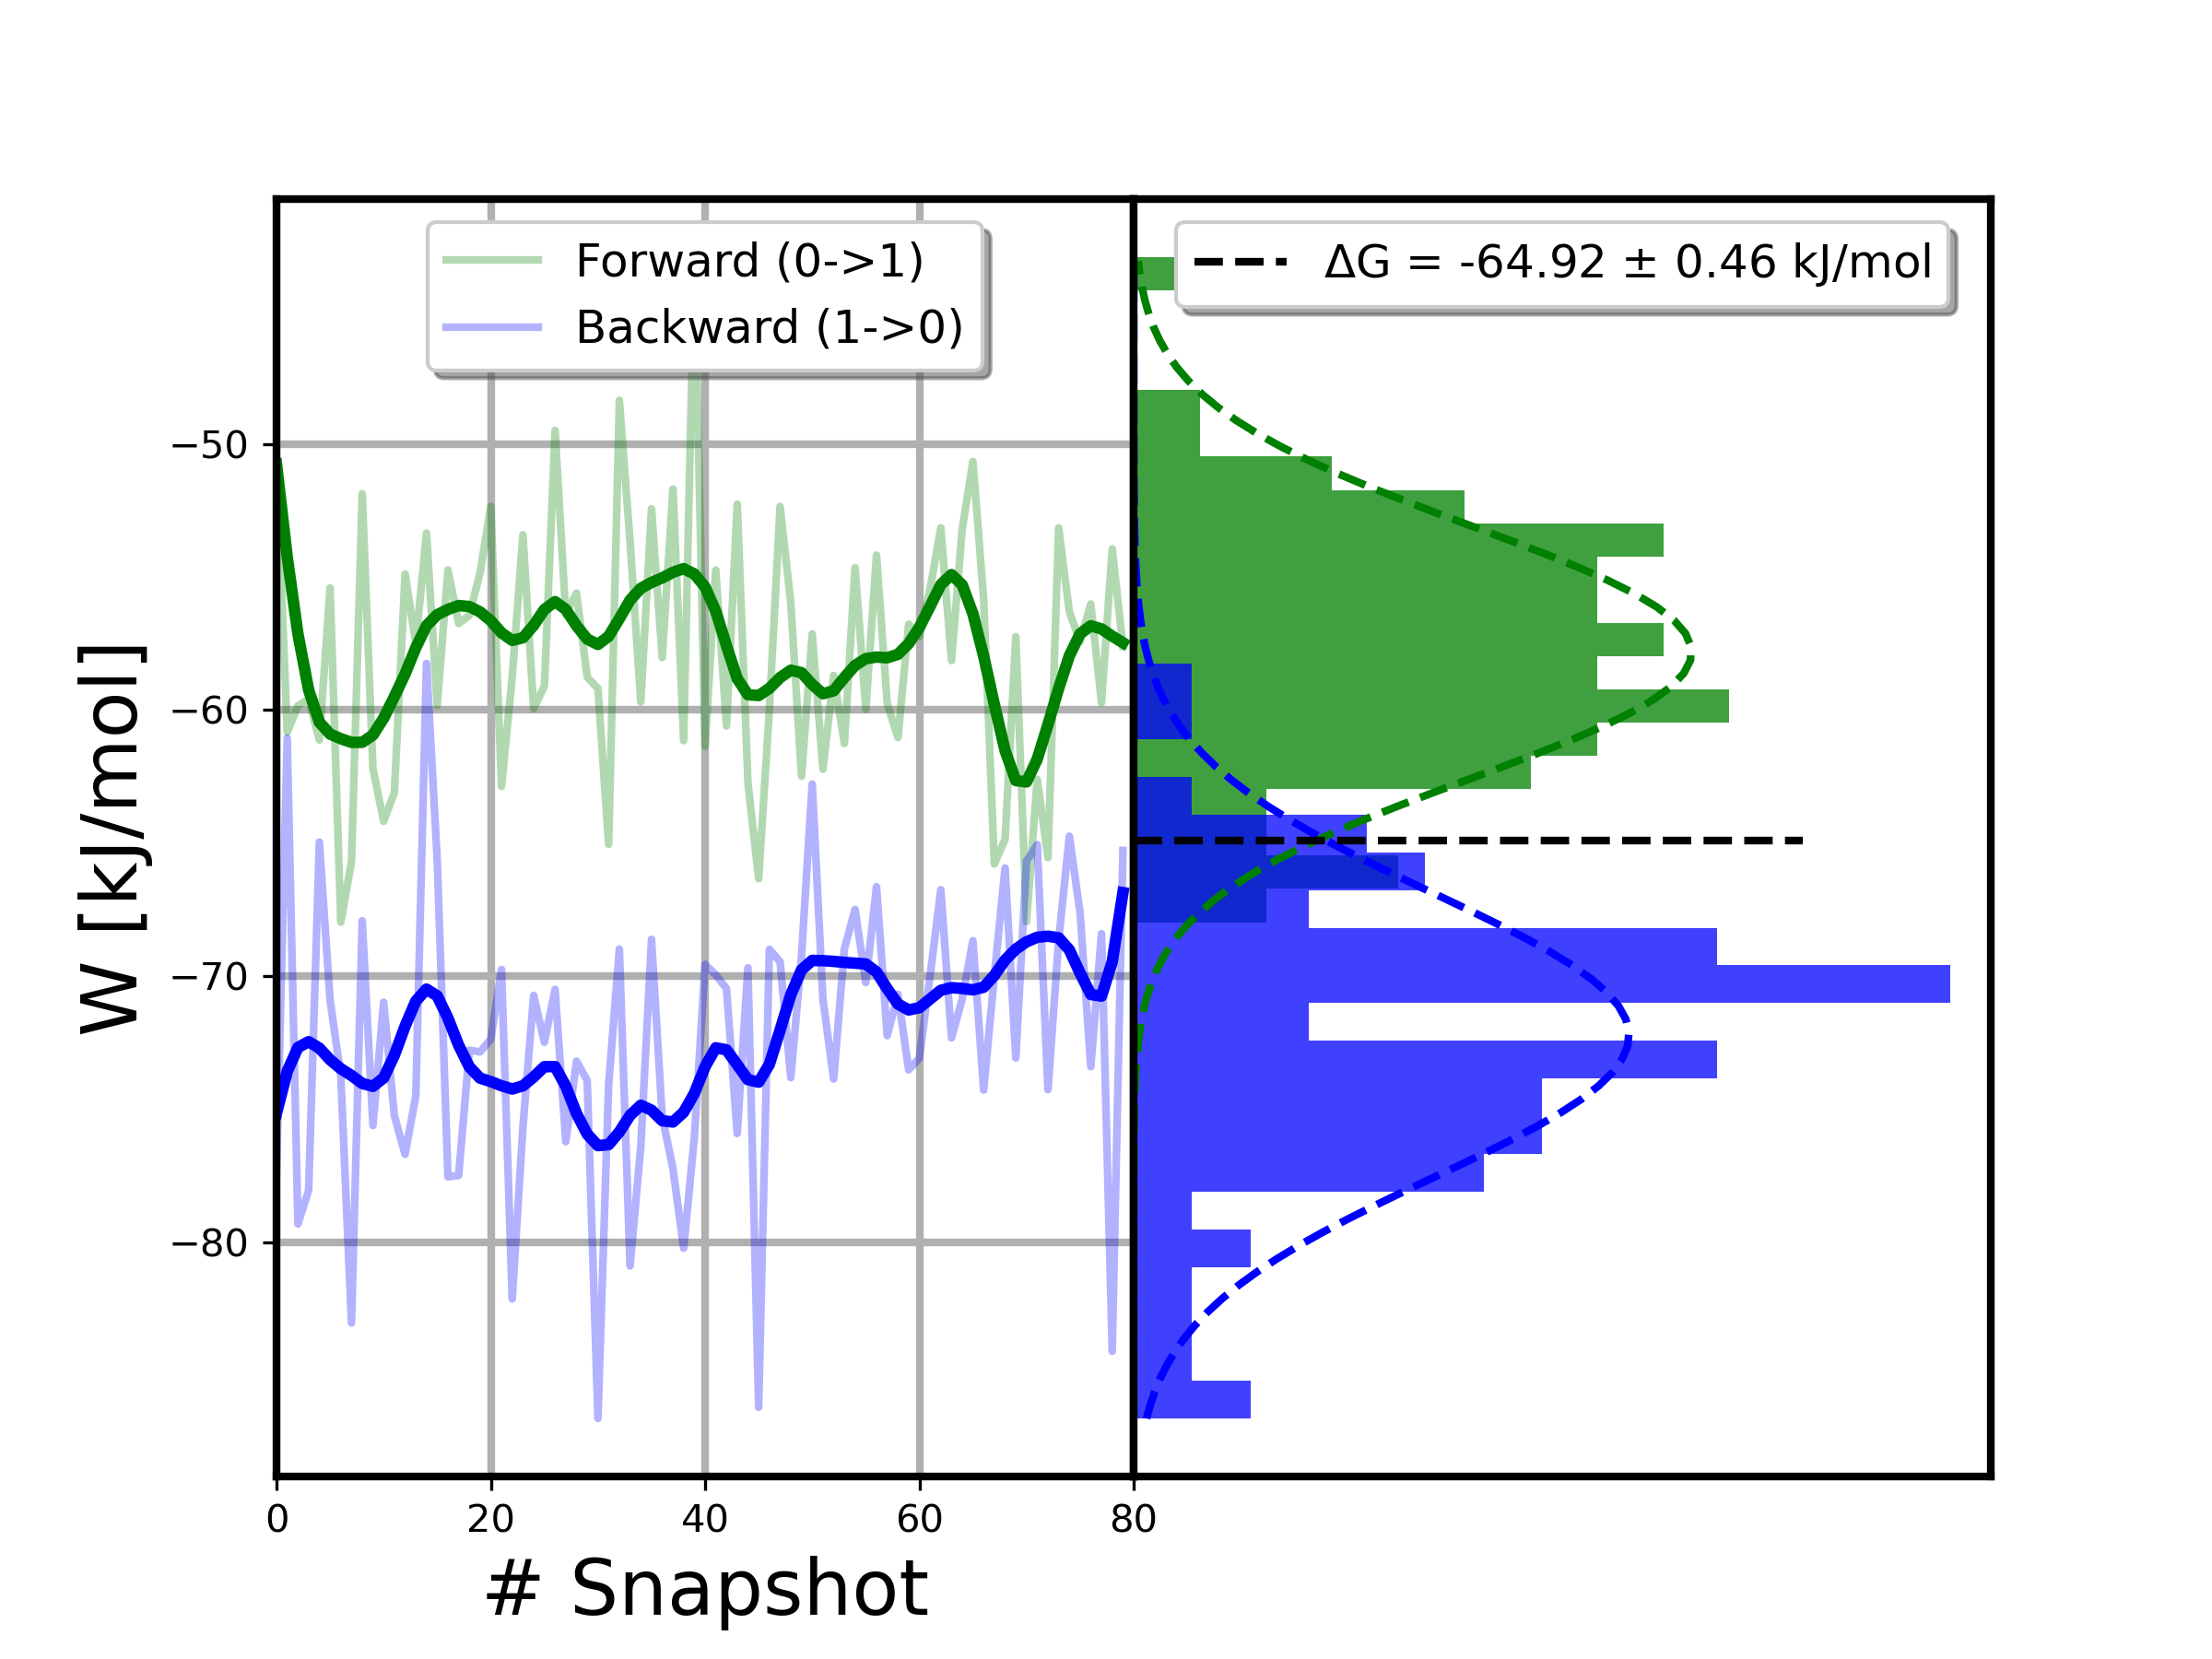 Forward (0->1)
Backward (1->0)
ΔG = -64.92 ± 0.46 kJ/mol
W [kJ/mol]
−50
−60
−70
−80
0 20 40 60 80
# Snapshot